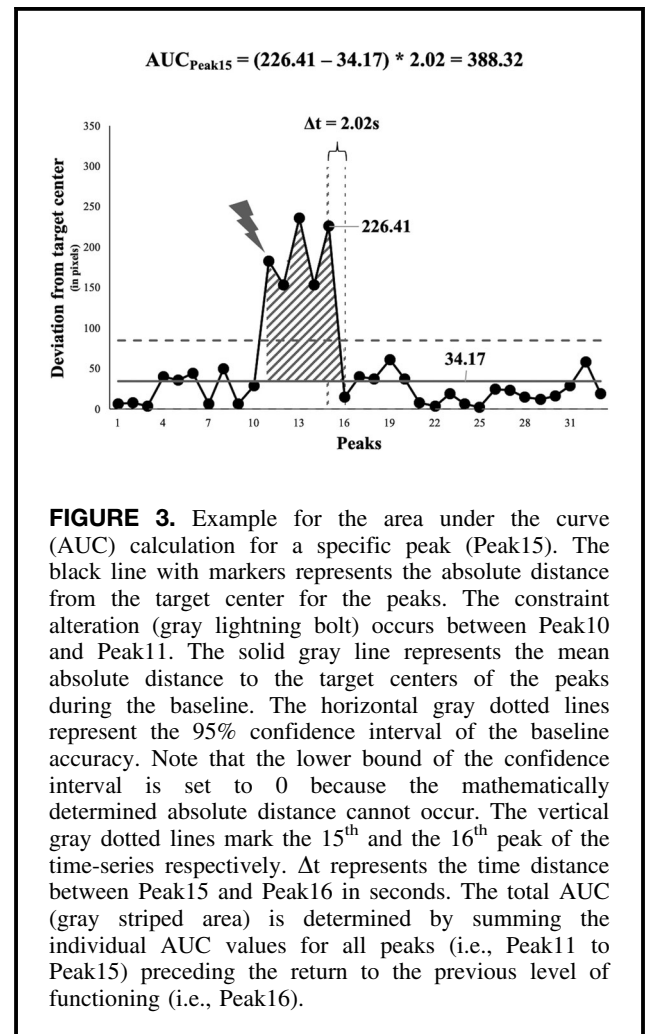 AUCPeak15 = (226.41 – 34.17) * 2.02 = 388.32
Δt = 2.02s
350
300
250
200
150
100
50
0
Deviation from target center
(in pixels)
226.41
34.17
1 4 7 10 13 16 19 22 25 28 31
Peaks
FIGURE 3. Example for the area under the curve
(AUC) calculation for a specific peak (Peak15). The
black line with markers represents the absolute distance
from the target center for the peaks. The constraint
alteration (gray lightning bolt) occurs between Peak10
and Peak11. The solid gray line represents the mean
absolute distance to the target centers of the peaks
during the baseline. The horizontal gray dotted lines
represent the 95% confidence interval of the baseline
accuracy. Note that the lower bound of the confidence
interval is set to 0 because the mathematically
determined absolute distance cannot occur. The vertical
gray dotted lines mark the 15th and the 16th peak of the
time-series respectively. Δt represents the time distance
between Peak15 and Peak16 in seconds. The total AUC
(gray striped area) is determined by summing the
individual AUC values for all peaks (i.e., Peak11 to
Peak15) preceding the return to the previous level of
functioning (i.e., Peak16).